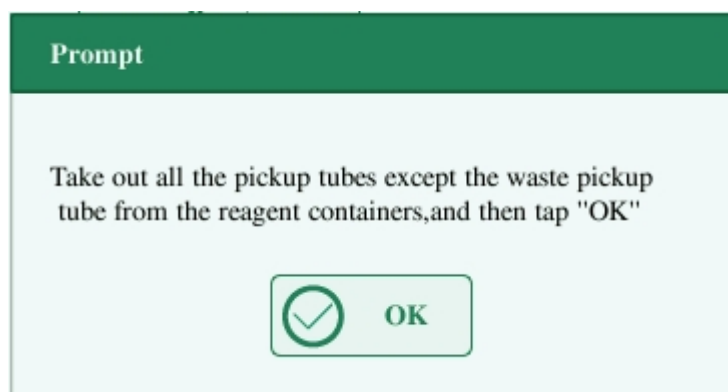 Prompt
Take out all the pickup tubes except the waste pickup
tube from the reagent containers,and then tap "OK"
OK